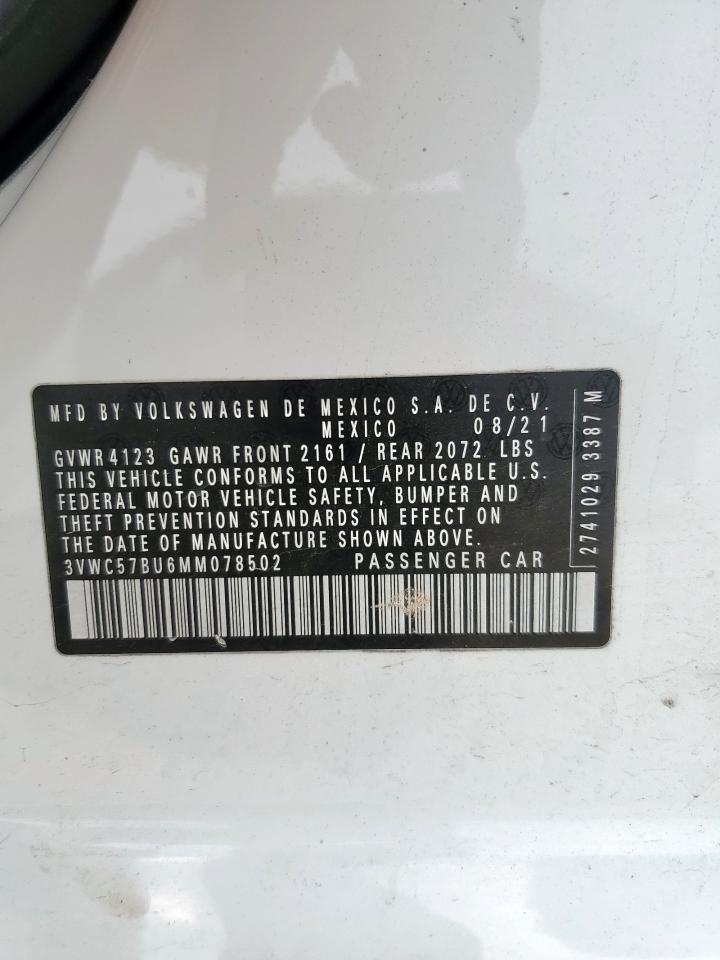 MFD BY VOLKSWAGEN DE MEXICO S.A. DE C.V.
MEXICO 08/21
GVWR 4123 GAWR FRONT 2161 / REAR 2072 LBS
THIS VEHICLE CONFORMS TO ALL APPLICABLE U.S.
FEDERAL MOTOR VEHICLE SAFETY, BUMPER AND
THEFT PREVENTION STANDARDS IN EFFECT ON
THE DATE OF MANUFACTURE SHOWN ABOVE.
3VWC57BU6MM078502 PASSENGER CAR
2741029 3387 M